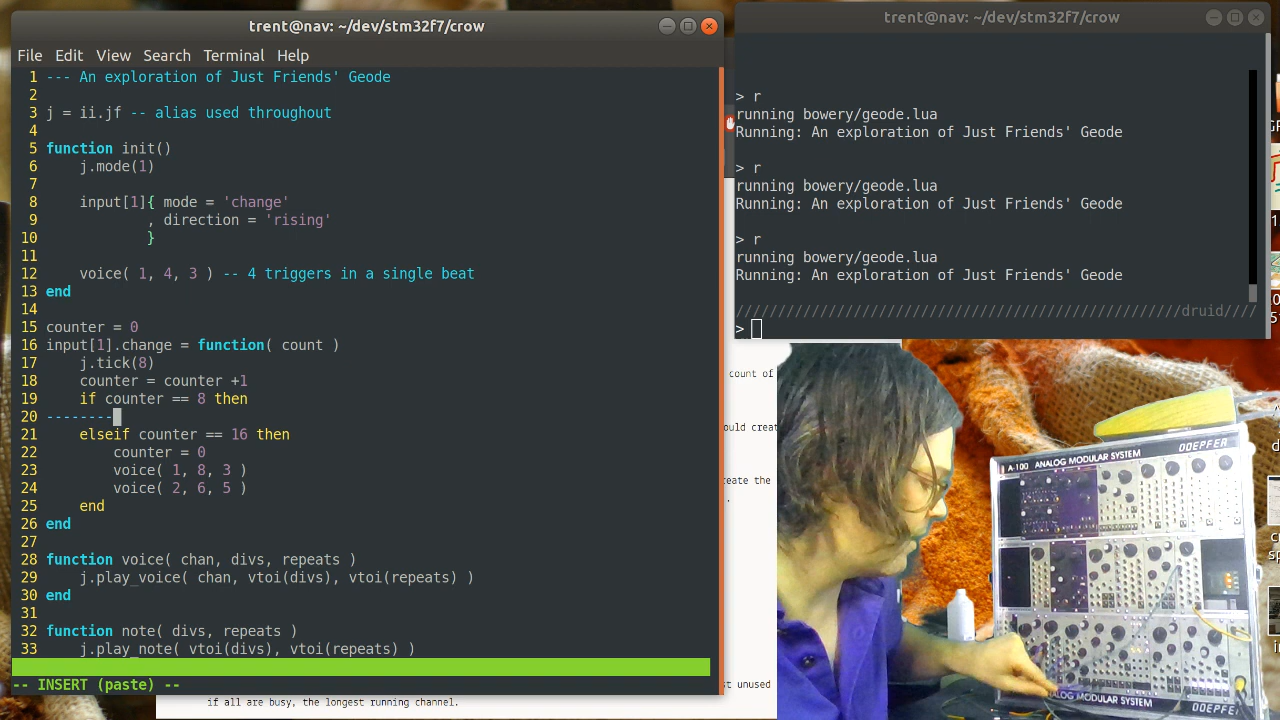 trent@nav: ~/dev/stm32f7/crow
File Edit View Search Terminal Help
1 --- An exploration of Just Friends' Geode
2
3 j = ii.jf -- alias used throughout
4
5 function init()
6 j.mode(1)
7
8 input[1]{ mode = 'change'
9 , direction = 'rising'
10 }
11
12 voice( 1, 4, 3 ) -- 4 triggers in a single beat
13 end
14
15 counter = 0
16 input[1].change = function( count )
17 j.tick(8)
18 counter = counter +1
19 if counter == 8 then
20 --------
21 elseif counter == 16 then
22 counter = 0
23 voice( 1, 8, 3 )
24 voice( 2, 6, 5 )
25 end
26 end
27
28 function voice( chan, divs, repeats )
29 j.play_voice( chan, vtoi(divs), vtoi(repeats) )
30 end
31
32 function note( divs, repeats )
33 j.play_note( vtoi(divs), vtoi(repeats) )
-- INSERT (paste) --
trent@nav: ~/dev/stm32f7/crow
> r
running bowery/geode.lua
Running: An exploration of Just Friends' Geode
> r
running bowery/geode.lua
Running: An exploration of Just Friends' Geode
> r
running bowery/geode.lua
Running: An exploration of Just Friends' Geode
//////////////////////////////////////////////////////druid////
>
count of
ould creat
eate the
st unused
if all are busy, the longest running channel.
A-100 ANALOG MODULAR SYSTEM DOEPFER
ANALOG MODULAR SYSTEM DOEPFER